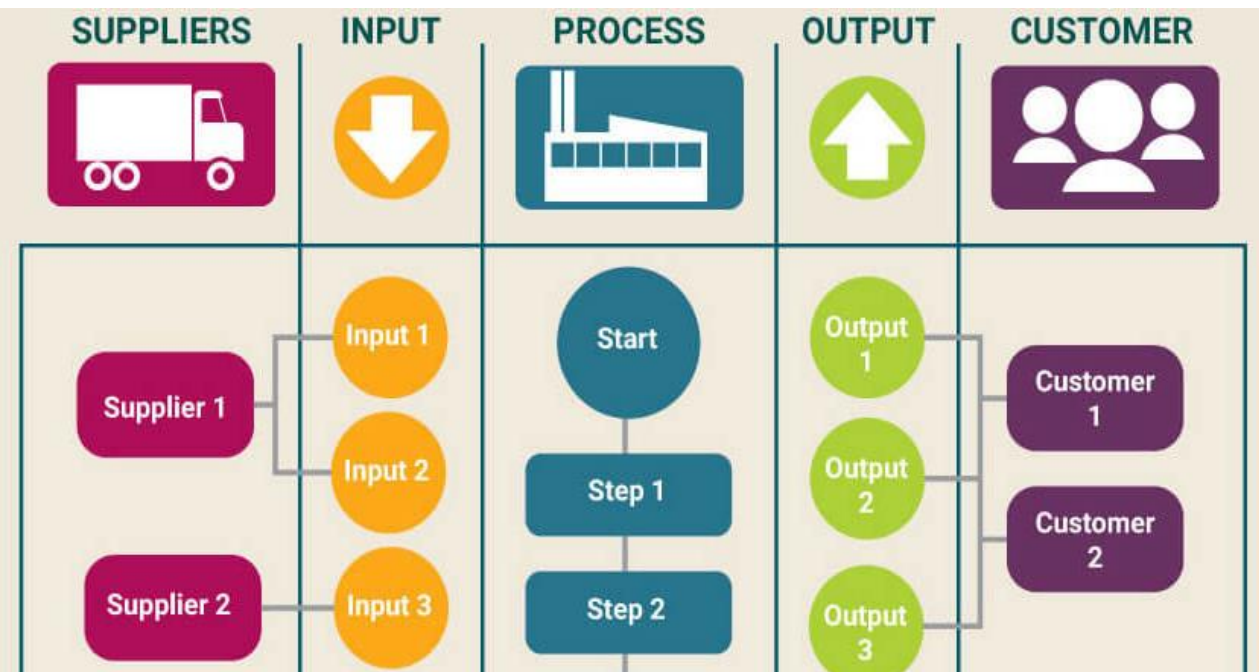 SUPPLIERS
INPUT
PROCESS
OUTPUT
CUSTOMER
Supplier 1
Supplier 2
Input 1
Input 2
Input 3
Start
Step 1
Step 2
Output
1
Output
2
Output
3
Customer
1
Customer
2